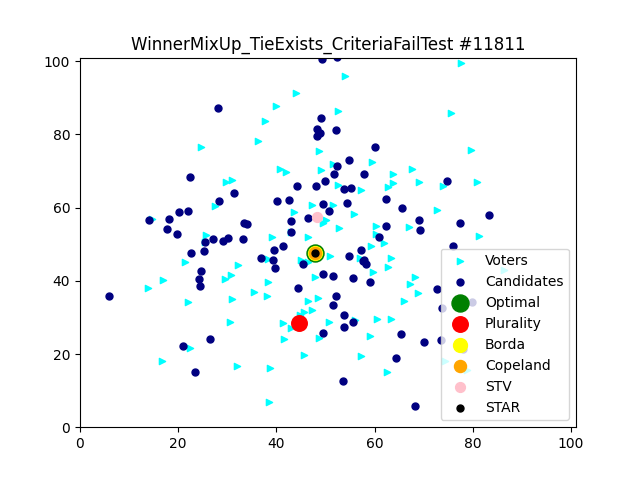 WinnerMixUp_TieExists_CriteriaFailTest #11811
100
80
60
40
20
0
0 20 40 60 80 100
Voters
Candidates
Optimal
Plurality
Borda
Copeland
STV
STAR